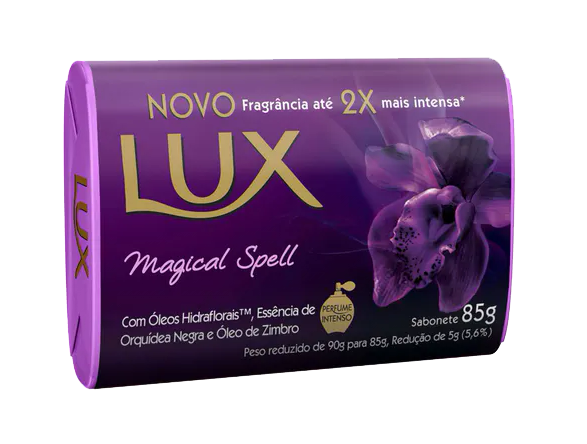 NOVO Fragrância até 2X mais intensa*
LUX
LUX
Magical Spell
Com Óleos Hidraflorais™, Essência de
Orquídea Negra e Óleo de Zimbro
PERFUME
INTENSO
Sabonete 85g
Peso reduzido de 90g para 85g, Redução de 5g (5,6%)